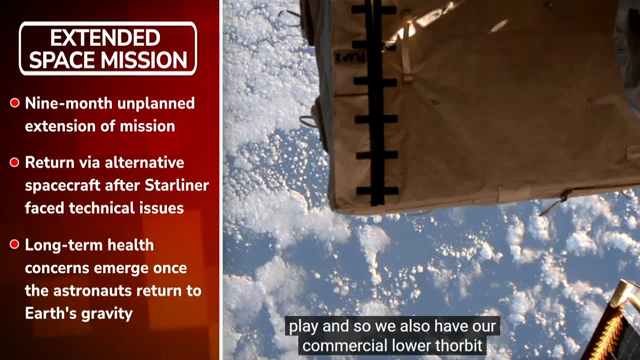 EXTENDED
SPACE MISSION
Nine-month unplanned
extension of mission
Return via alternative
spacecraft after Starliner
faced technical issues
Long-term health
concerns emerge once
the astronauts return to
Earth's gravity
play and so we also have our
commercial lower thorbit